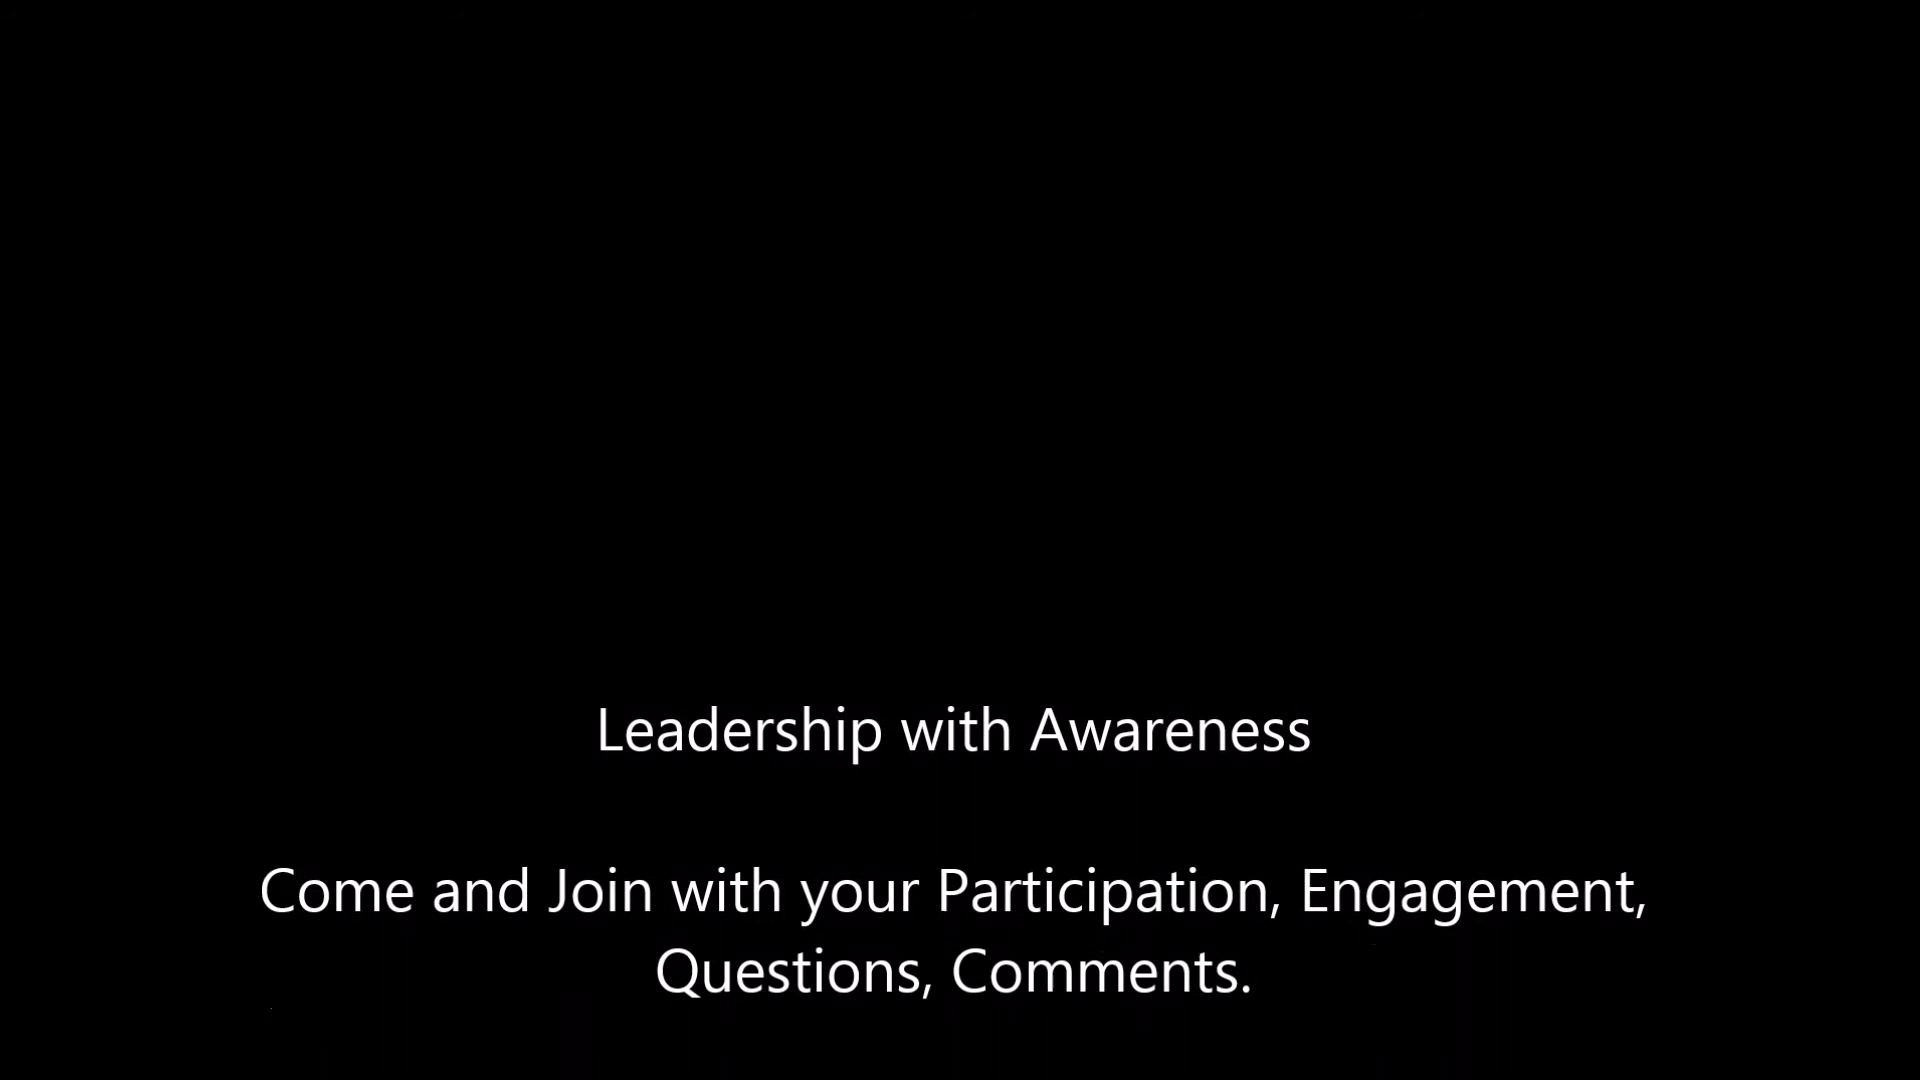 Leadership with Awareness
Come and Join with your Participation, Engagement,
Questions, Comments.